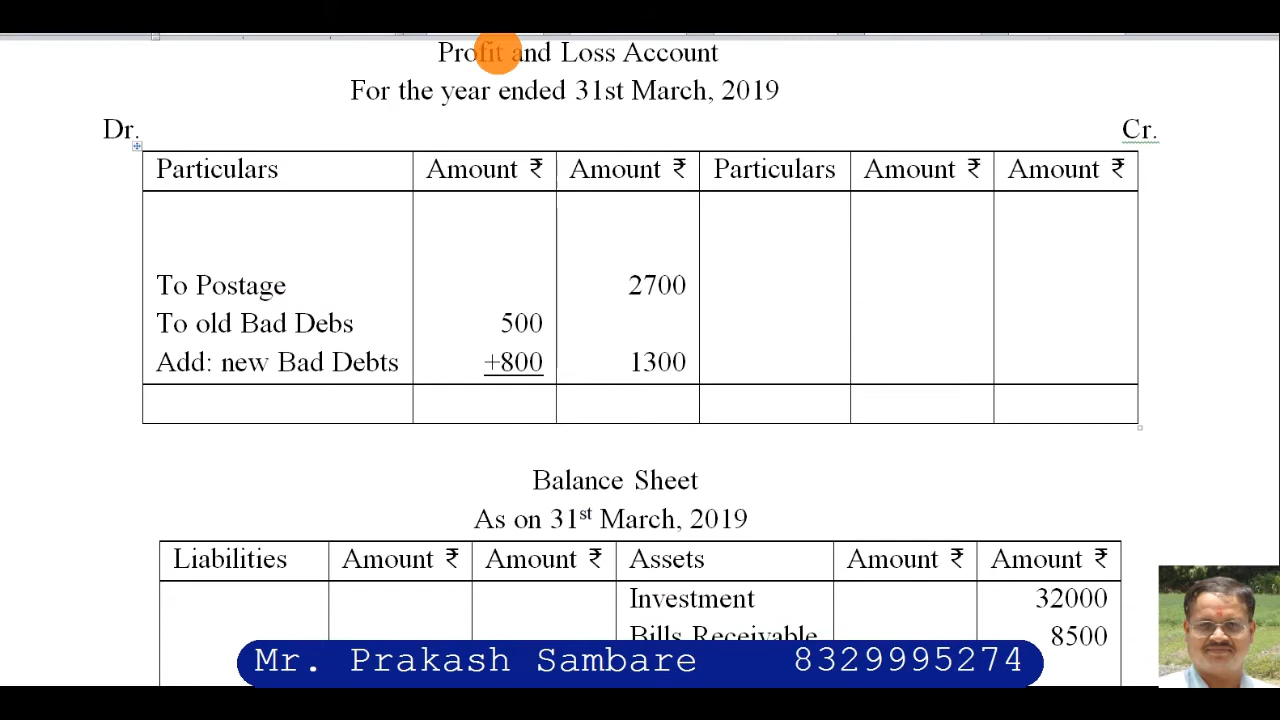 Profit and Loss Account
For the year ended 31st March, 2019
Dr. Cr.
Particulars Amount ₹ Amount ₹ Particulars Amount ₹ Amount ₹
To Postage 2700
To old Bad Debs 500
Add: new Bad Debts +800 1300
Balance Sheet
As on 31st March, 2019
Liabilities Amount ₹ Amount ₹ Assets Amount ₹ Amount ₹
Investment 32000
Bills Receivable 8500
Mr. Prakash Sambare 8329995274